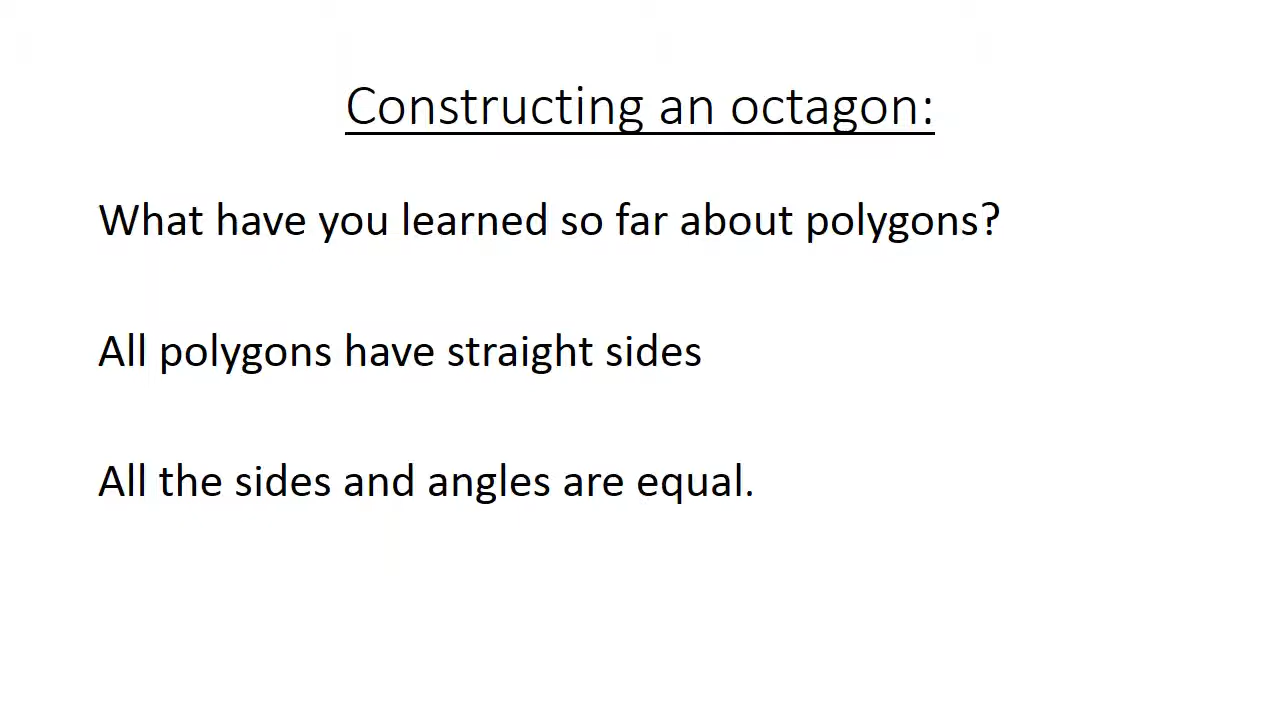 Constructing an octagon:
What have you learned so far about polygons?
All polygons have straight sides
All the sides and angles are equal.